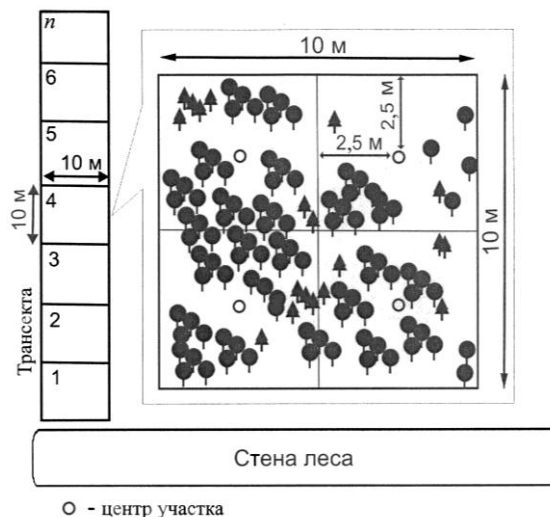 n
6
5
10 м
4
10 м
3
2
1
Трансекта
10 м
2,5 м
2,5 м
10 м
Стена леса
- центр участка